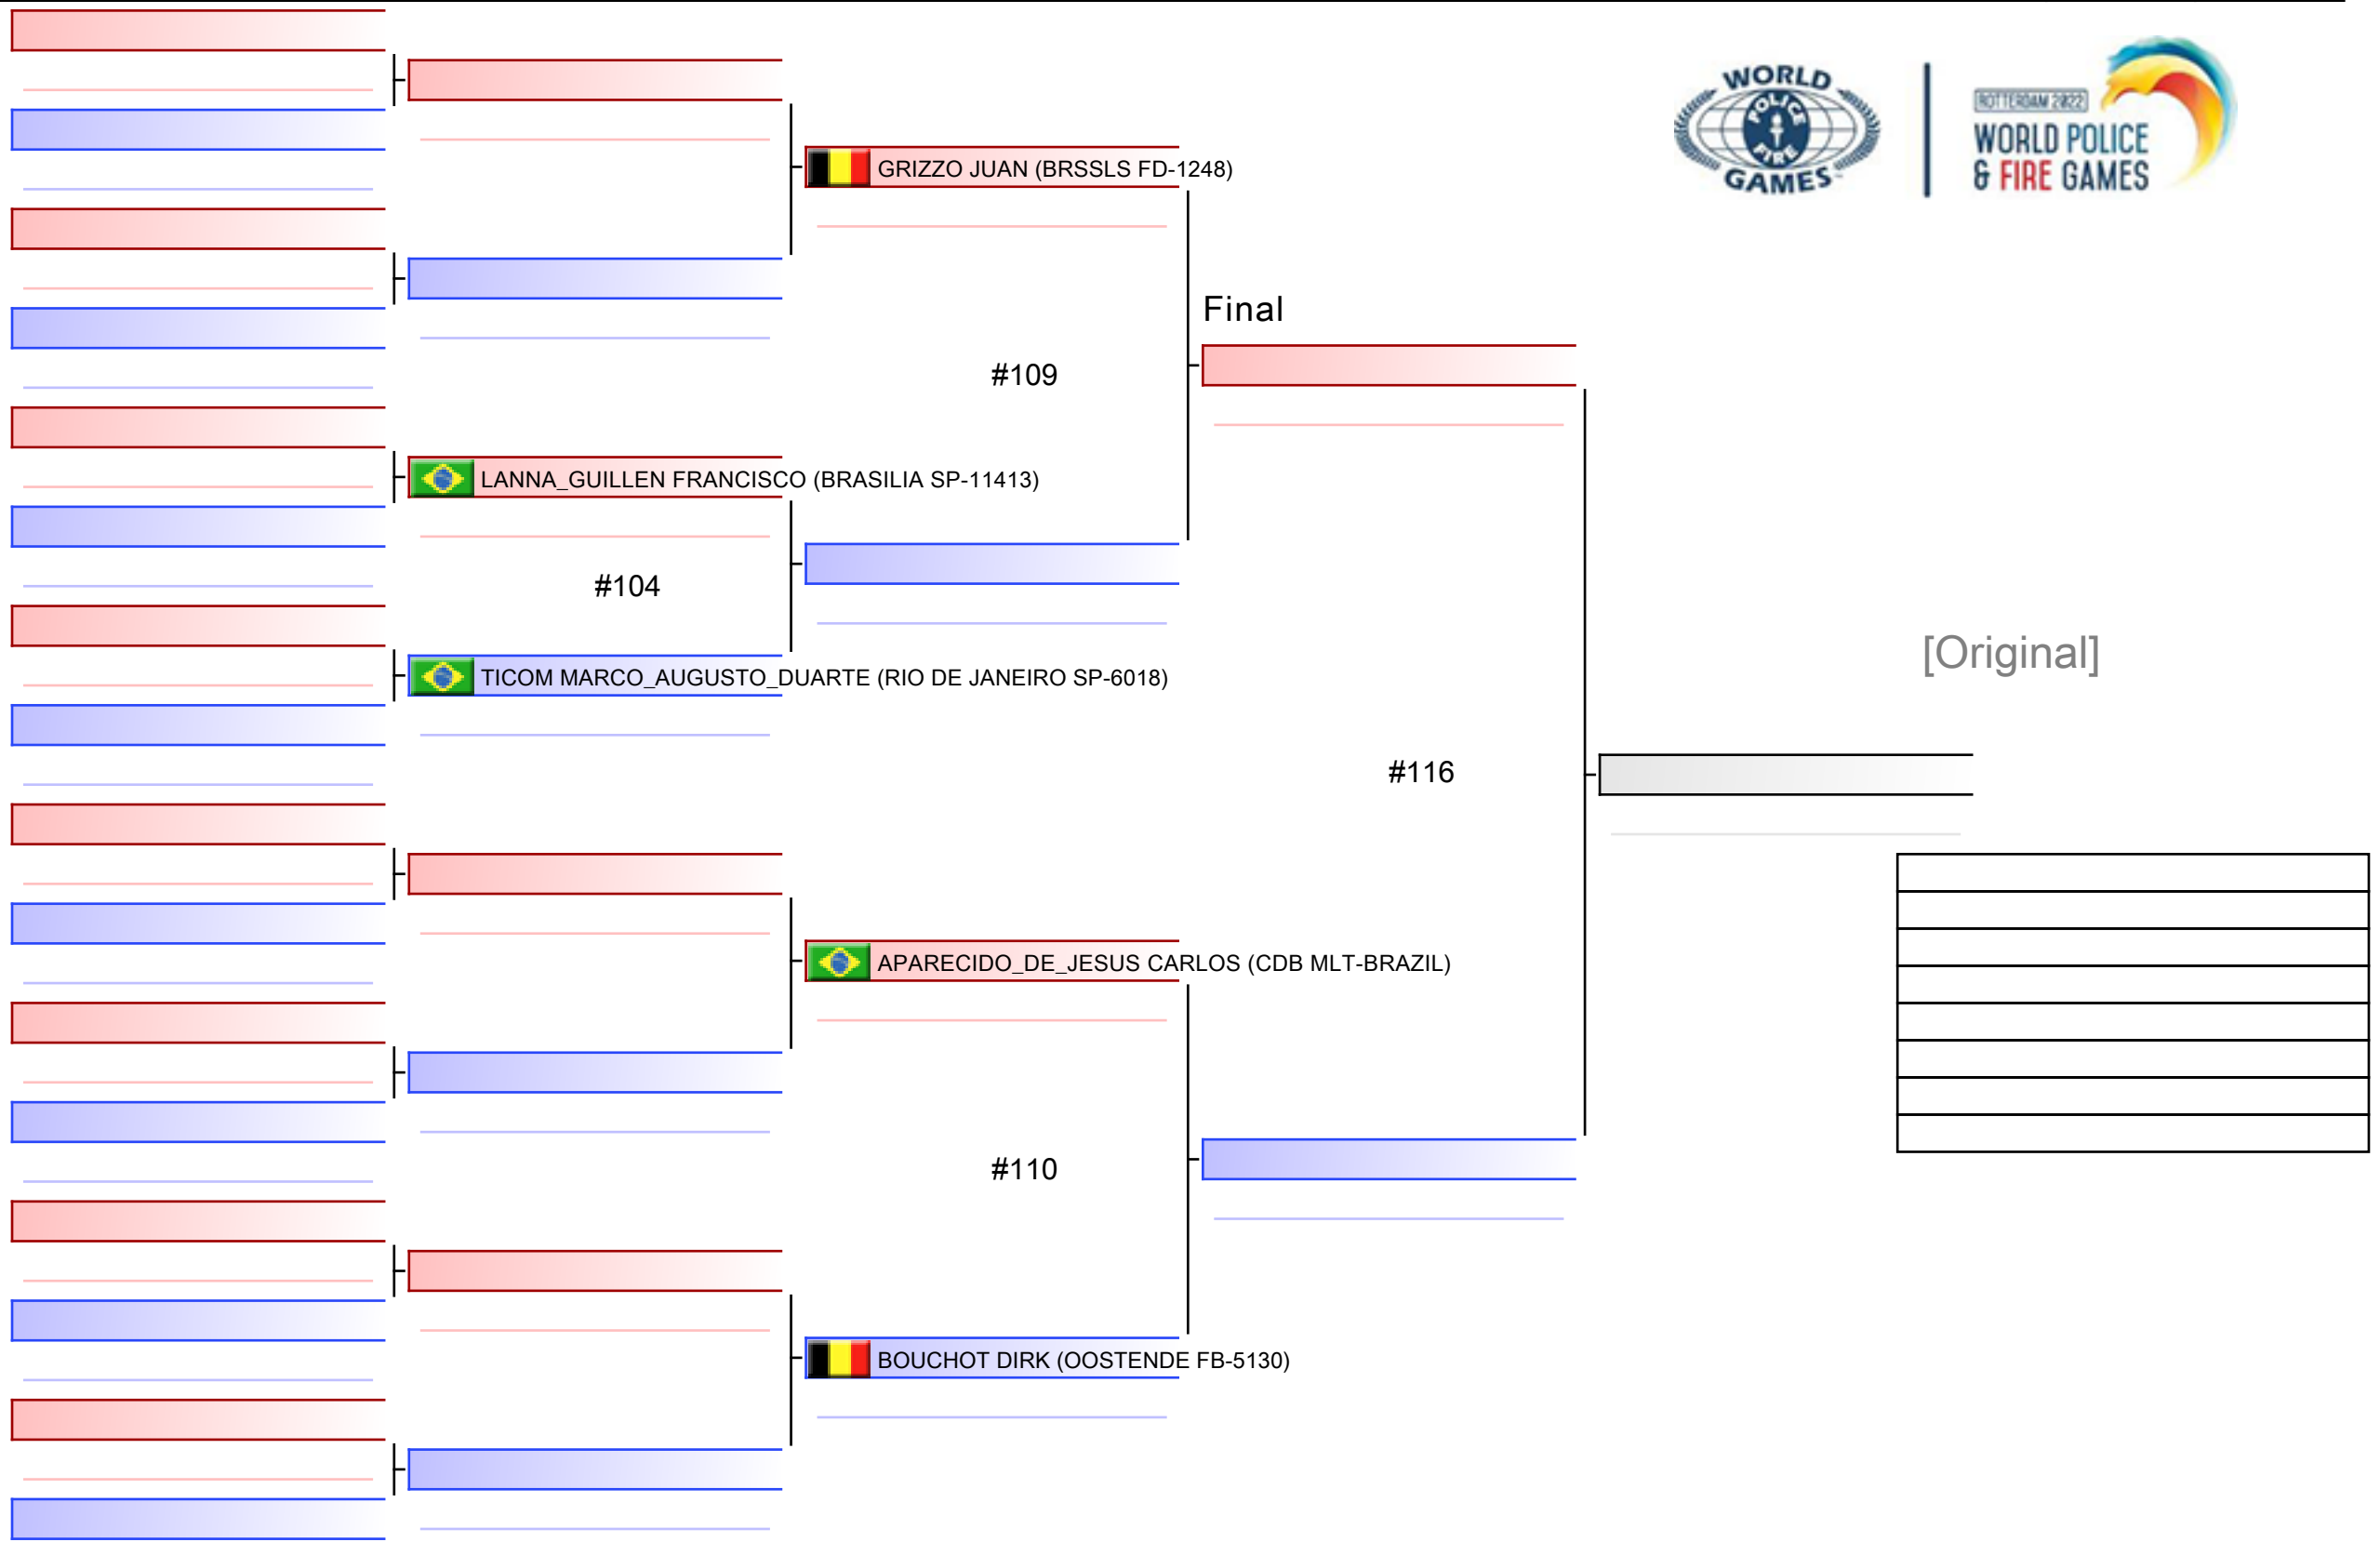 WORLD
POLICE
FIRE
GAMES
ROTTERDAM 2022
WORLD POLICE
& FIRE GAMES
GRIZZO JUAN (BRSSLS FD-1248)
Final
#109
LANNA_GUILLEN FRANCISCO (BRASILIA SP-11413)
#104
[Original]
TICOM MARCO_AUGUSTO_DUARTE (RIO DE JANEIRO SP-6018)
#116
APARECIDO_DE_JESUS CARLOS (CDB MLT-BRAZIL)
#110
BOUCHOT DIRK (OOSTENDE FB-5130)